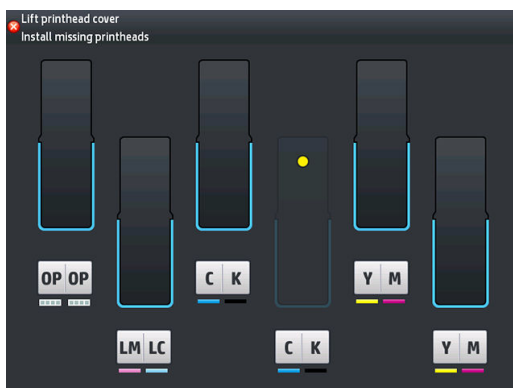 Lift printhead cover
Install missing printheads
OP OP
C K
Y M
LM LC
C K
Y M